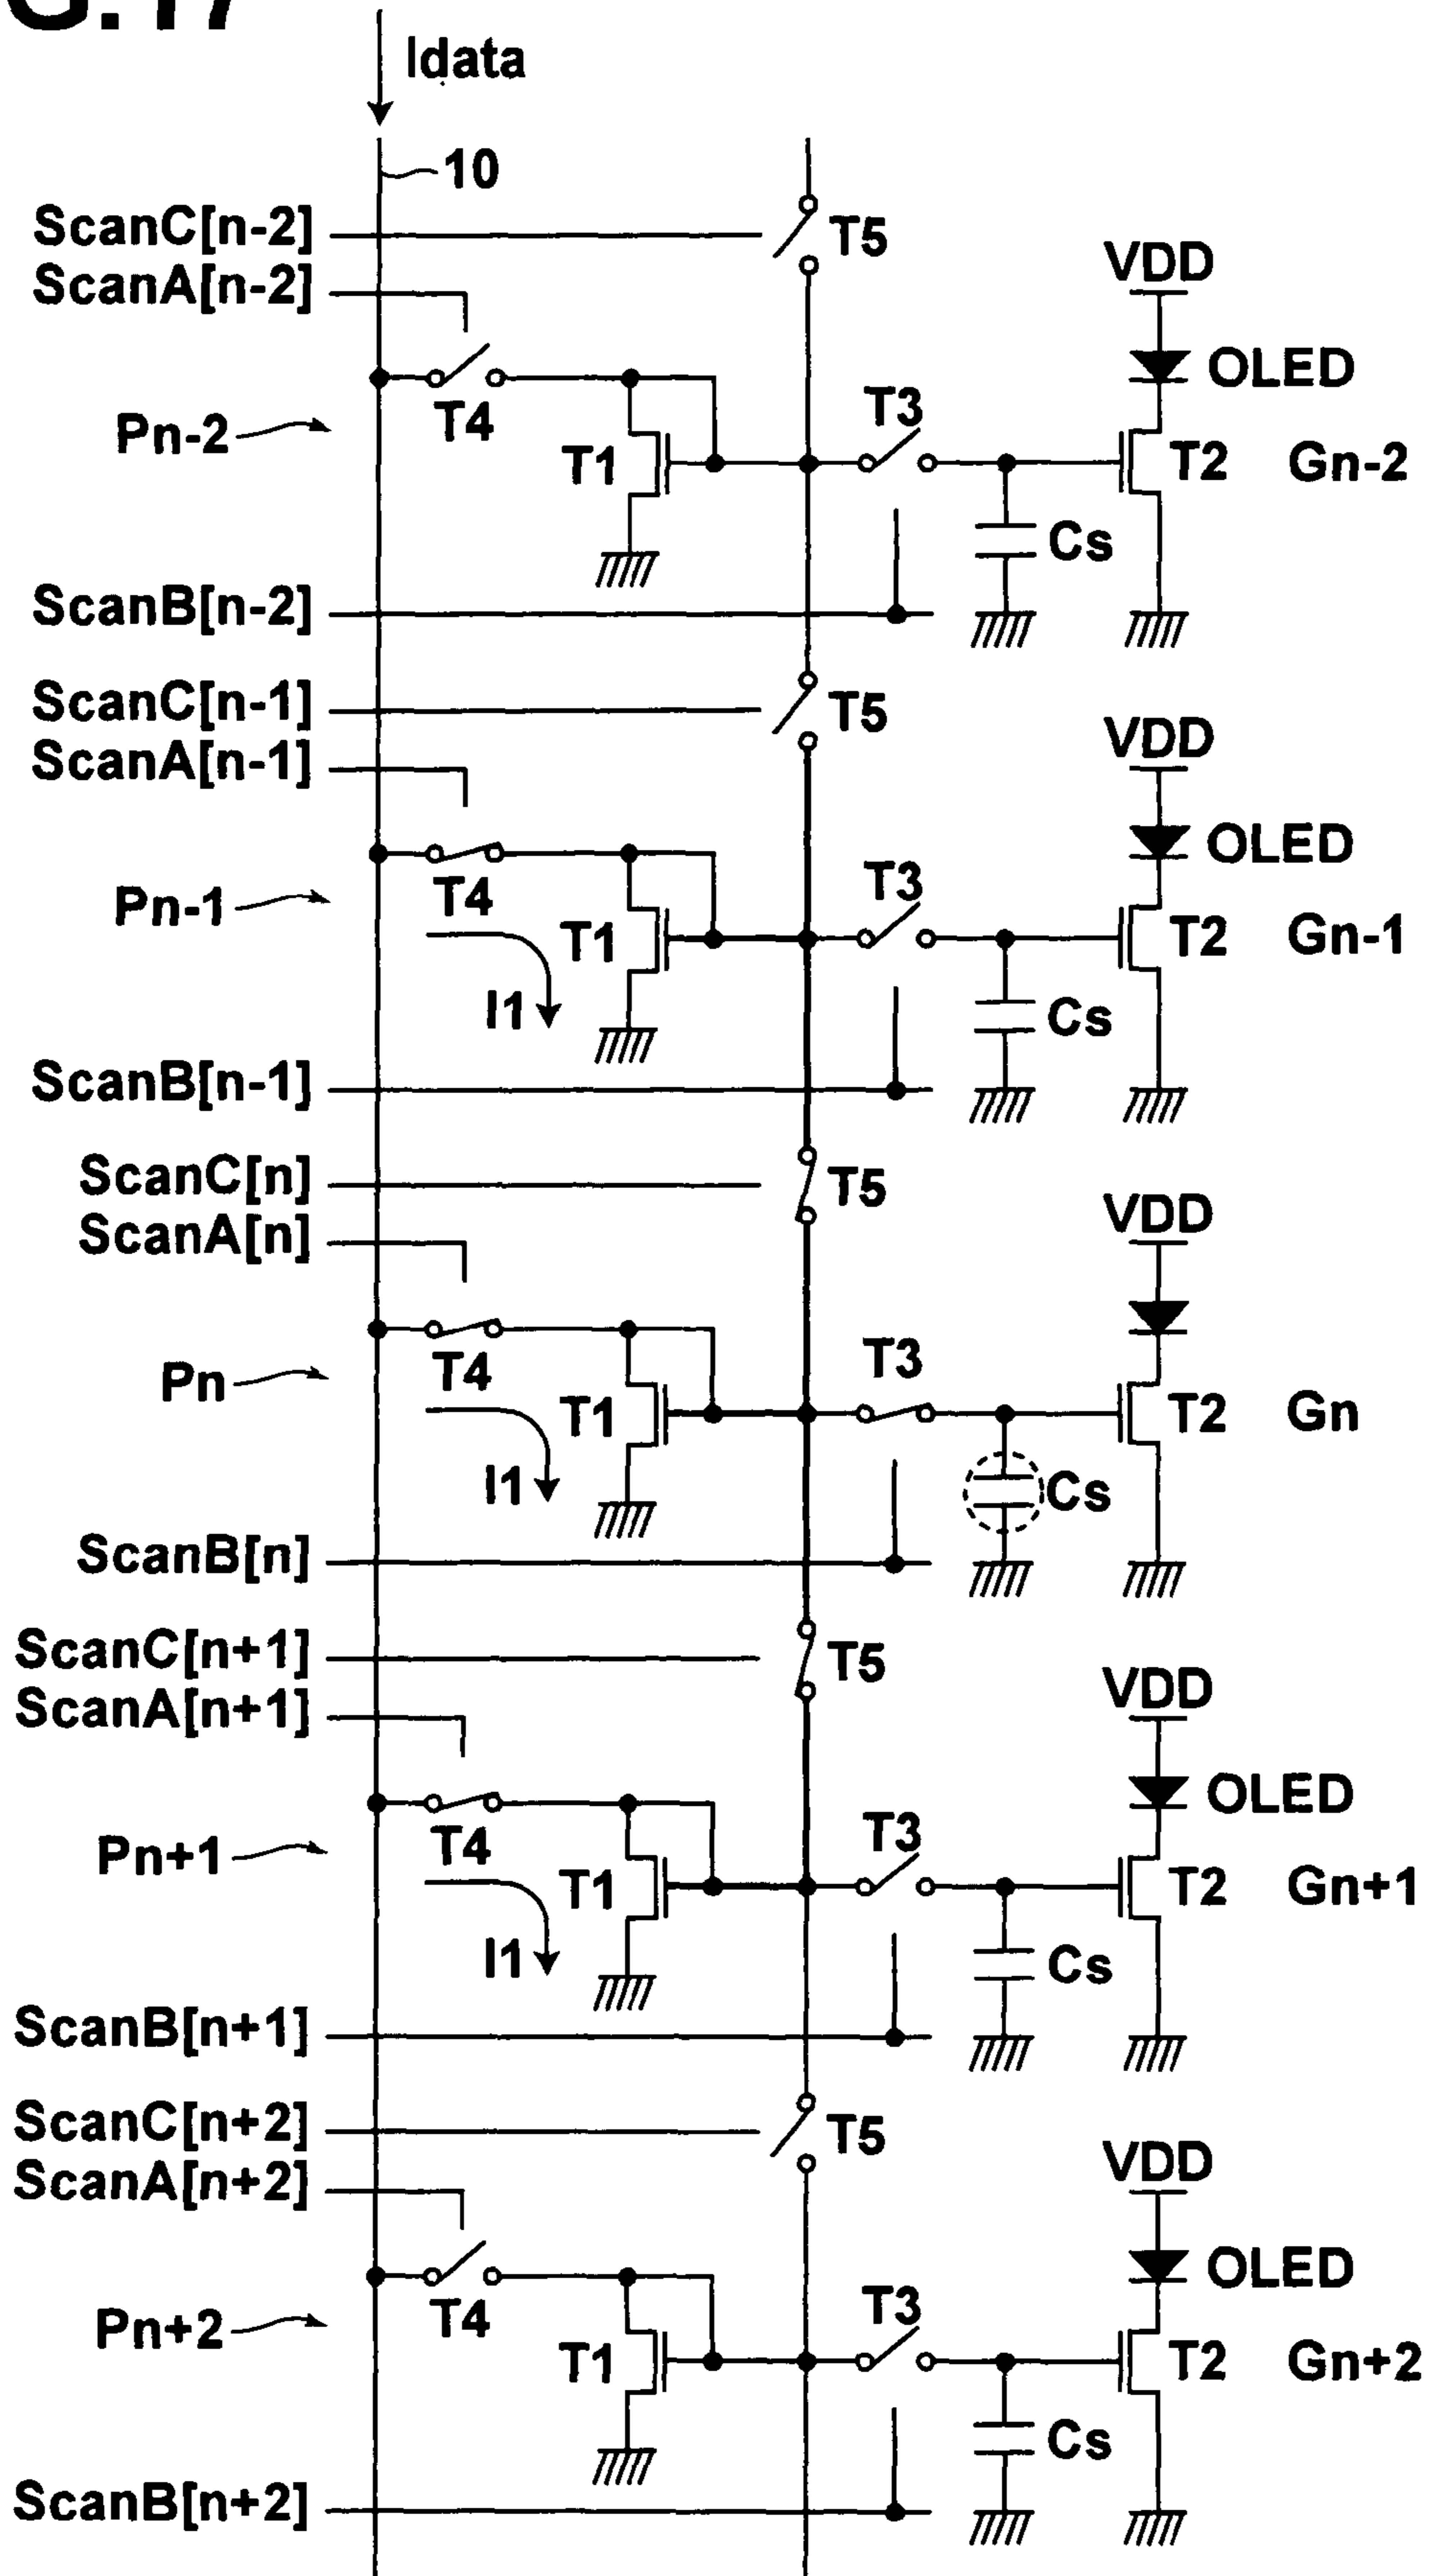 G.17
Idata
10
ScanC[n-2]
T5
ScanA[n-2]
VDD
OLED
T4
T3
Pn-2
T1
T2
Gn-2
Cs
ScanB[n-2]
ScanC[n-1]
T5
ScanA[n-1]
VDD
OLED
T4
T3
Pn-1
T1
T2
Gn-1
I1
Cs
ScanB[n-1]
ScanC[n]
T5
ScanA[n]
VDD
T4
T3
Pn
T1
T2
Gn
I1
Cs
ScanB[n]
ScanC[n+1]
T5
ScanA[n+1]
VDD
OLED
T4
T3
Pn+1
T1
T2
Gn+1
I1
Cs
ScanB[n+1]
ScanC[n+2]
T5
ScanA[n+2]
VDD
OLED
T4
T3
Pn+2
T1
T2
Gn+2
Cs
ScanB[n+2]